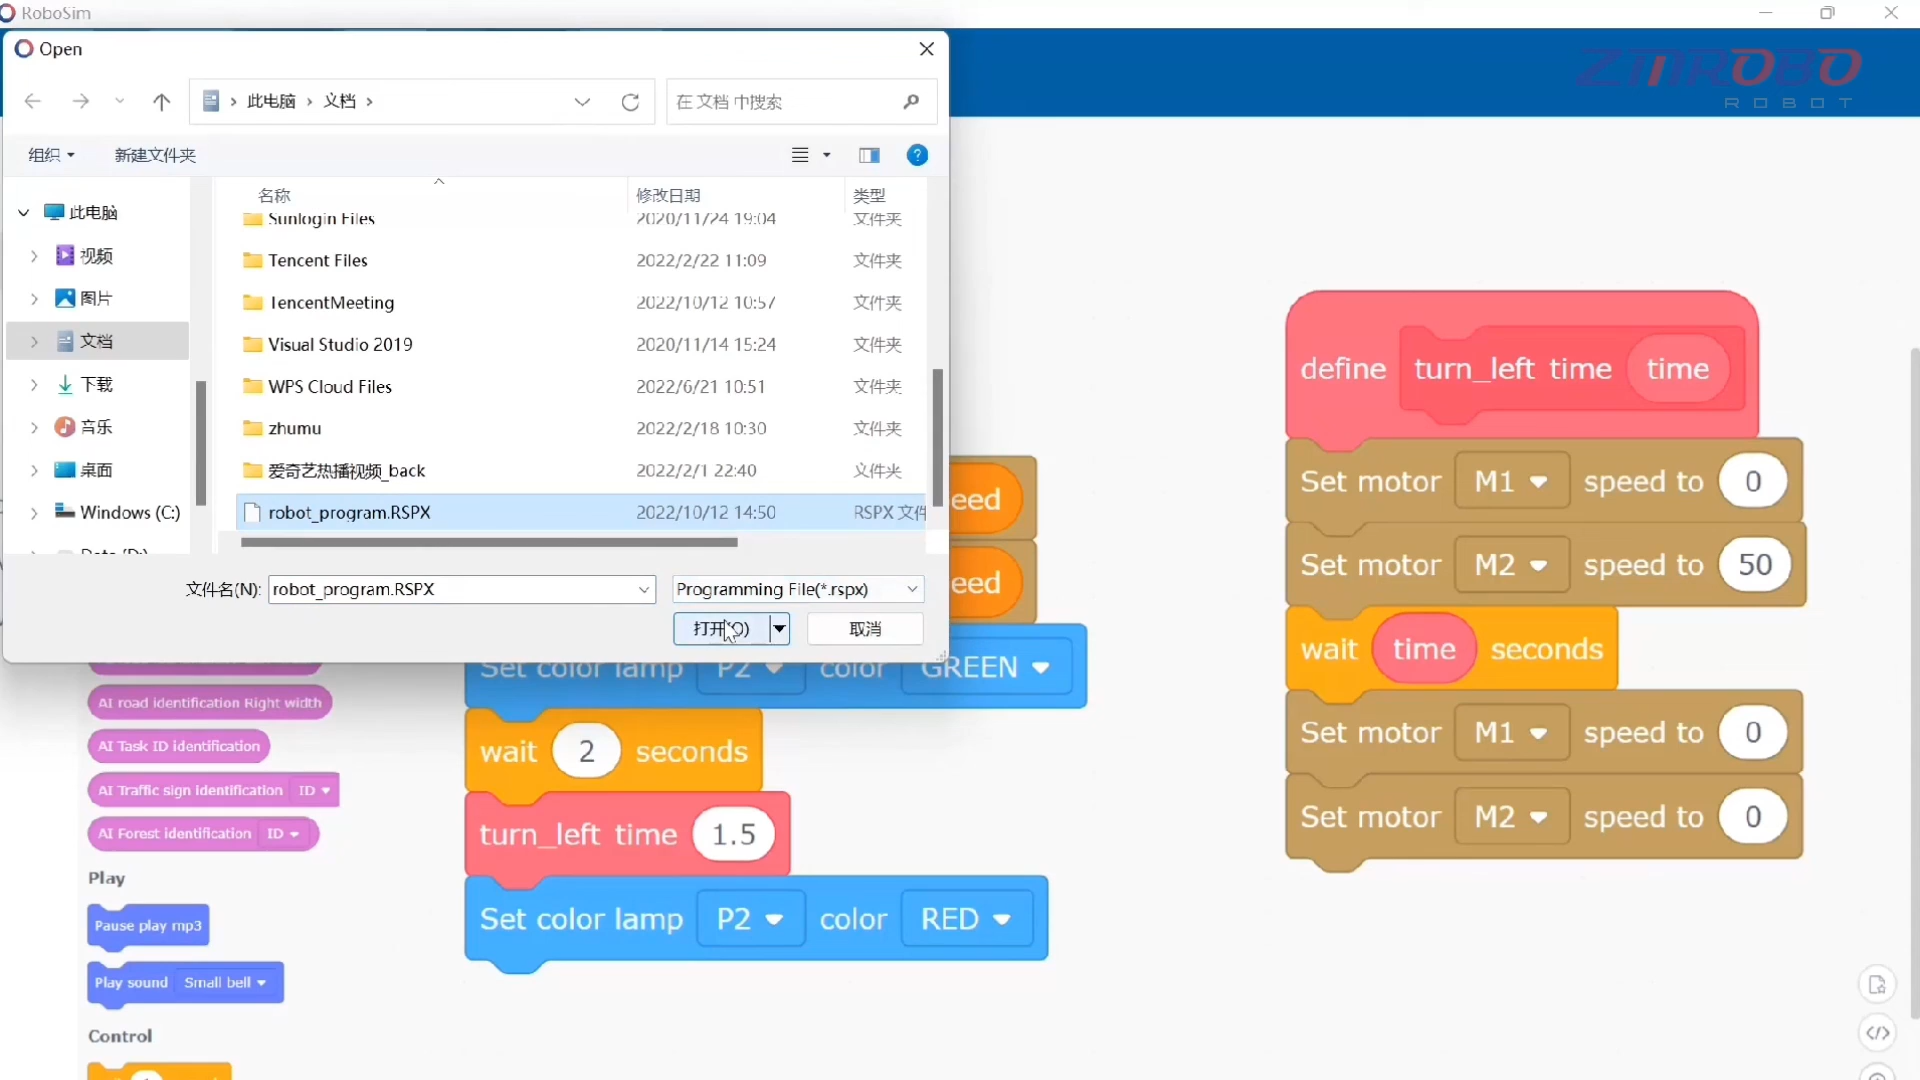 RoboSim
ZMROBO
ROBOT
Open
此电脑 文档
在 文档 中搜索
组织 新建文件夹
名称 修改日期 类型
Sunlogin Files 2020/11/24 19:04 文件夹
Tencent Files 2022/2/22 11:09 文件夹
TencentMeeting 2022/10/12 10:57 文件夹
Visual Studio 2019 2020/11/14 15:24 文件夹
WPS Cloud Files 2022/6/21 10:51 文件夹
zhumu 2022/2/18 10:30 文件夹
爱奇艺热播视频_back 2022/2/1 22:40 文件夹
robot_program.RSPX 2022/10/12 14:50 RSPX 文件
此电脑
视频
图片
文档
下载
音乐
桌面
Windows (C:)
文件名(N): robot_program.RSPX Programming File(*.rspx)
打开(O) 取消
AI road identification Right width
AI Task ID identification
AI Traffic sign identification ID
AI Forest identification ID
Play
Pause play mp3
Play sound Small bell
Control
eed
eed
Set color lamp P2 color GREEN
wait 2 seconds
turn_left time 1.5
Set color lamp P2 color RED
define turn_left time time
Set motor M1 speed to 0
Set motor M2 speed to 50
wait time seconds
Set motor M1 speed to 0
Set motor M2 speed to 0